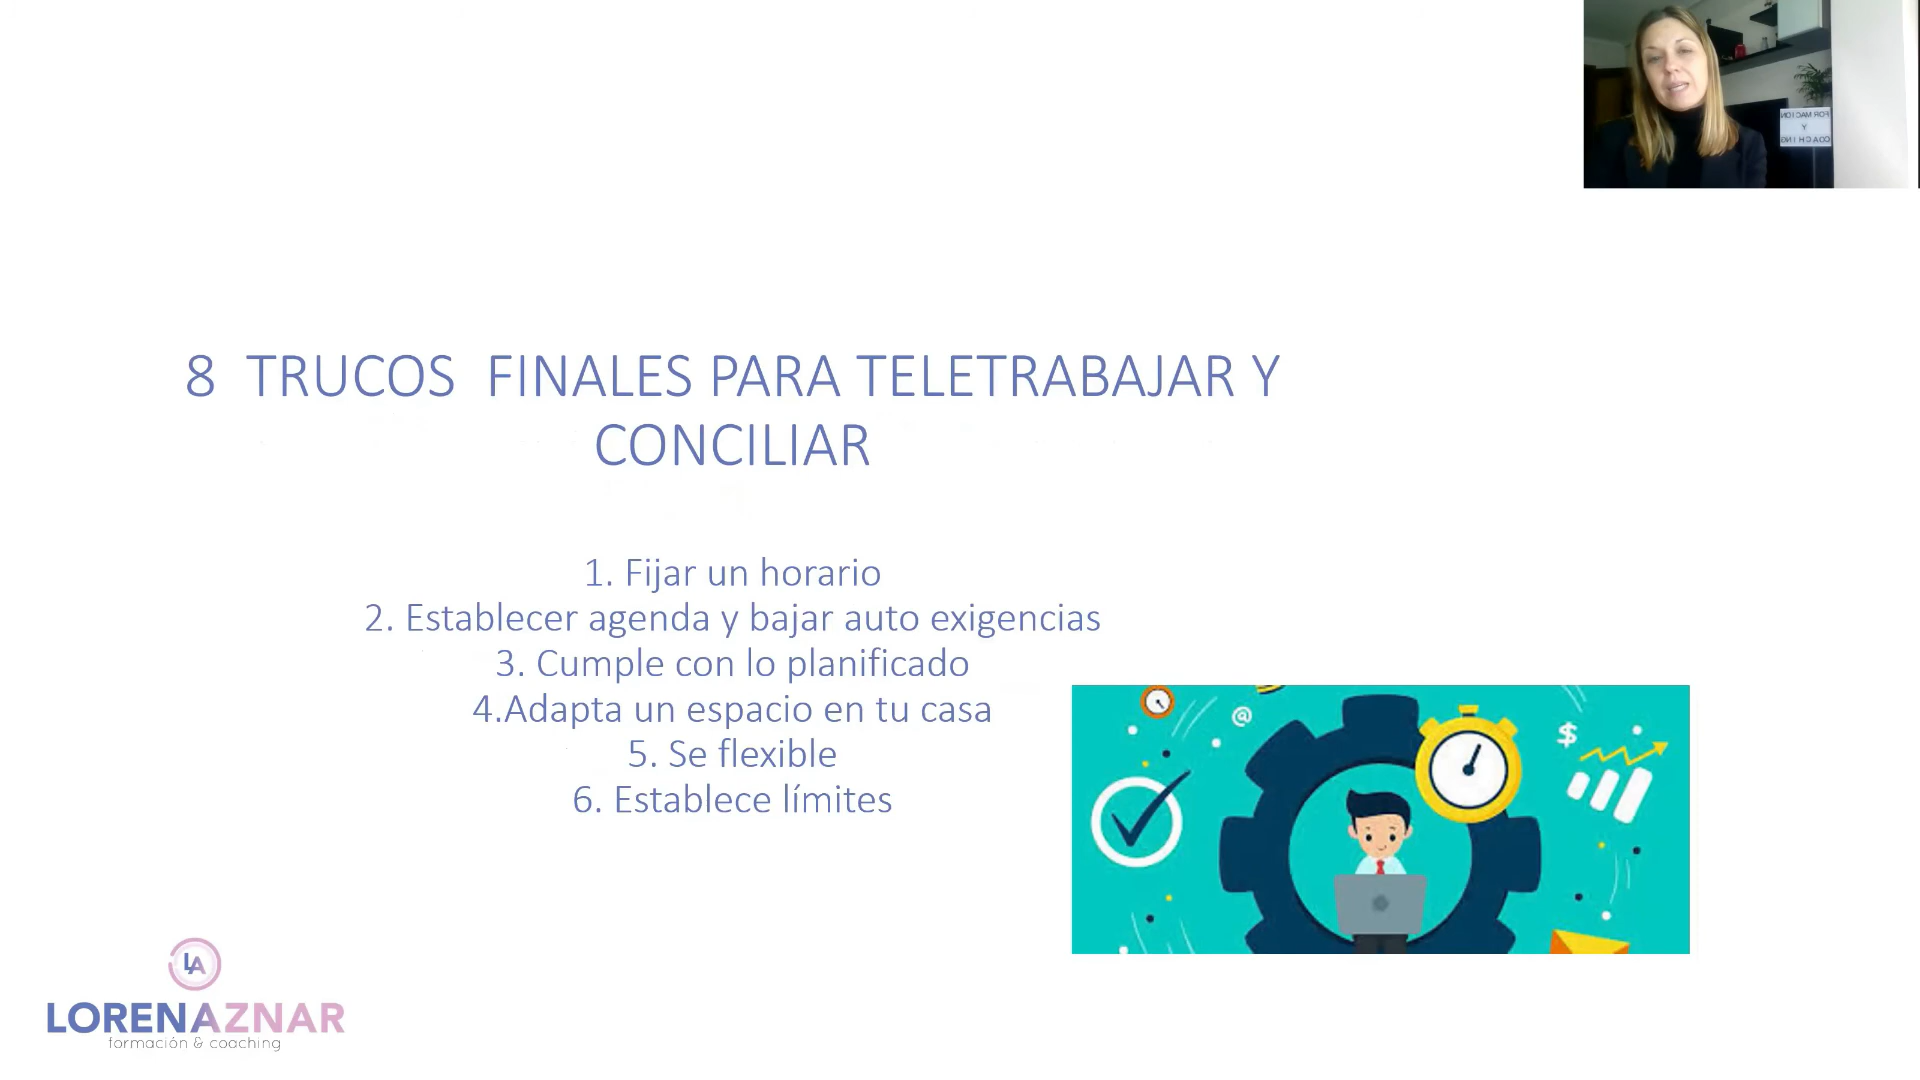 FORMACION
Y
COACHING
8 TRUCOS FINALES PARA TELETRABAJAR Y
CONCILIAR
1. Fijar un horario
2. Establecer agenda y bajar auto exigencias
3. Cumple con lo planificado
4.Adapta un espacio en tu casa
5. Se flexible
6. Establece límites
@
$
LA
LORENAZNAR
formación & coaching